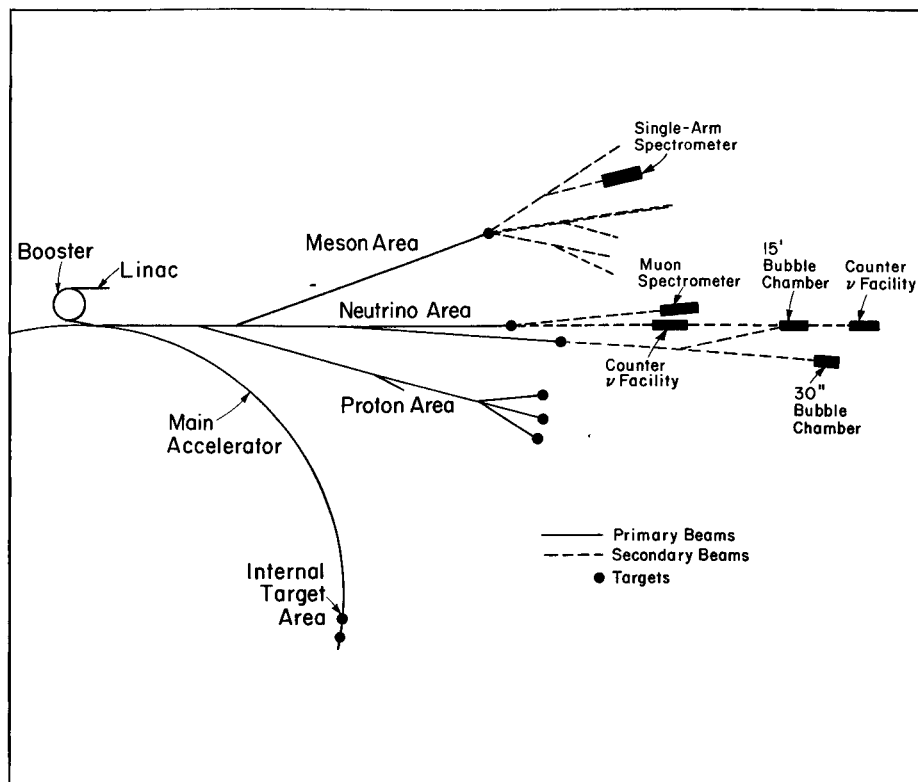 Single-Arm
Spectrometer
Meson Area
Booster
Linac
Muon
Spectrometer
15'
Bubble
Chamber
Counter
ν Facility
Neutrino Area
Counter
ν Facility
30"
Bubble
Chamber
Proton Area
Main
Accelerator
Primary Beams
Secondary Beams
Targets
Internal
Target
Area